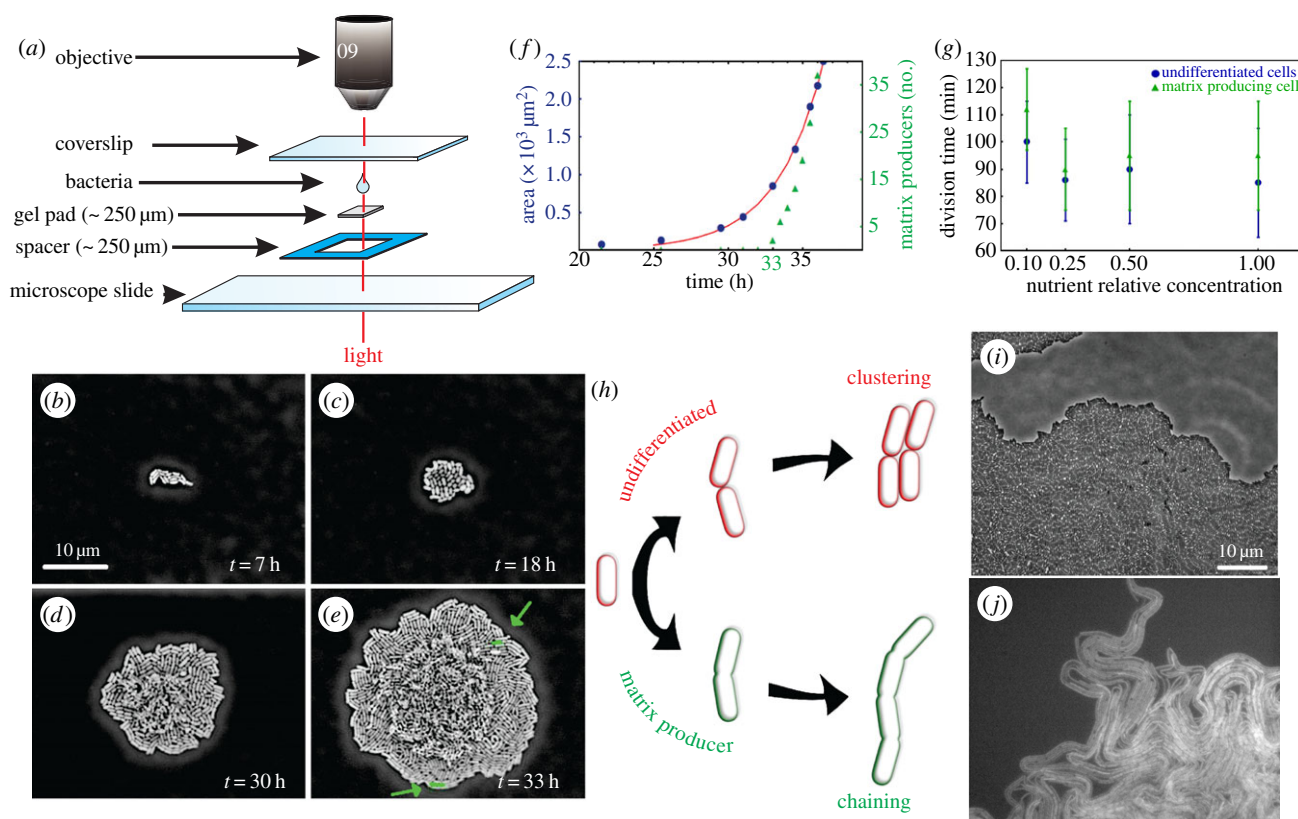 (a)
objective
09
coverslip
bacteria
gel pad (~ 250 µm)
spacer (~ 250 µm)
microscope slide
light
(f)
area (× 10³ µm²)
2.5
2.0
1.5
1.0
0.5
20
25
30
33
35
time (h)
matrix producers (no.)
35
25
15
5
(g)
division time (min)
130
120
110
100
90
80
70
60
undifferentiated cells
matrix producing cell
0.10
0.25
0.50
1.00
nutrient relative concentration
(b)
10 µm
t = 7 h
(c)
t = 18 h
(d)
t = 30 h
(e)
t = 33 h
(h)
undifferentiated
clustering
matrix producer
chaining
(i)
10 µm
(j)